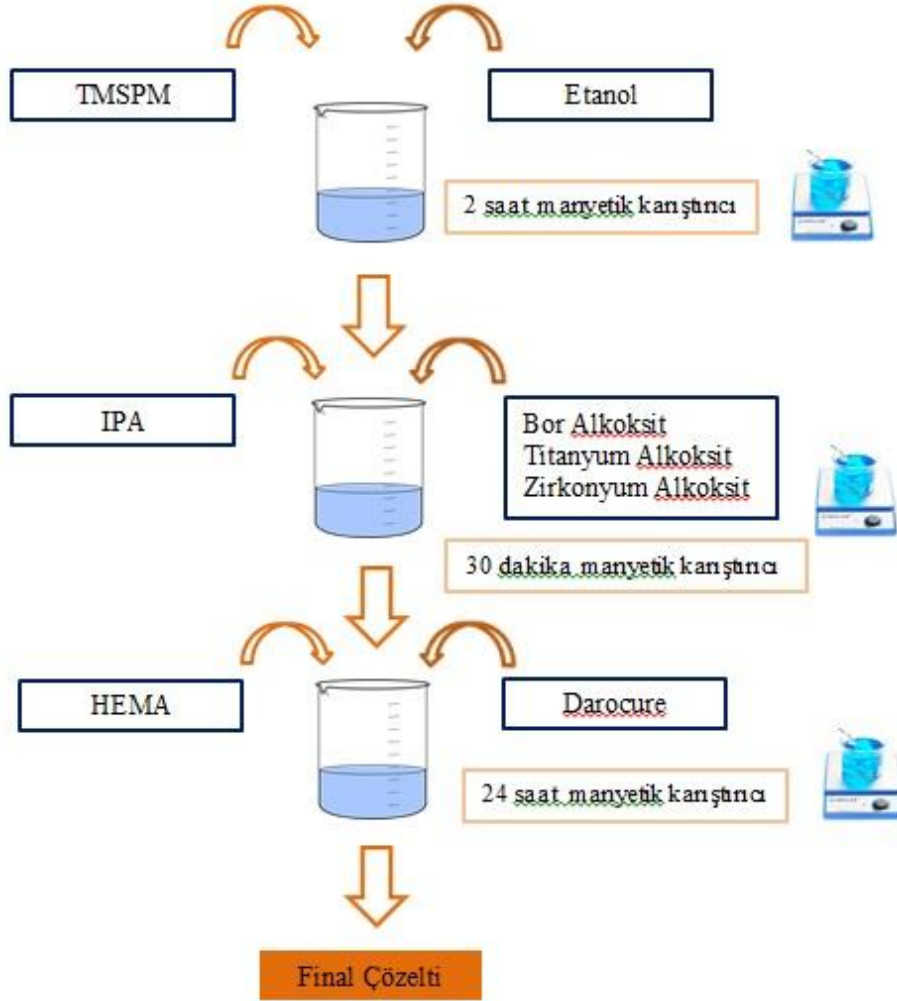 TMSPM
Etanol
2 saat manyetik karıştırıcı
IPA
Bor Alkoksit
Titanyum Alkoksit
Zirkonyum Alkoksit
30 dakika manyetik karıştırıcı
HEMA
Darocure
24 saat manyetik karıştırıcı
Final Çözelti